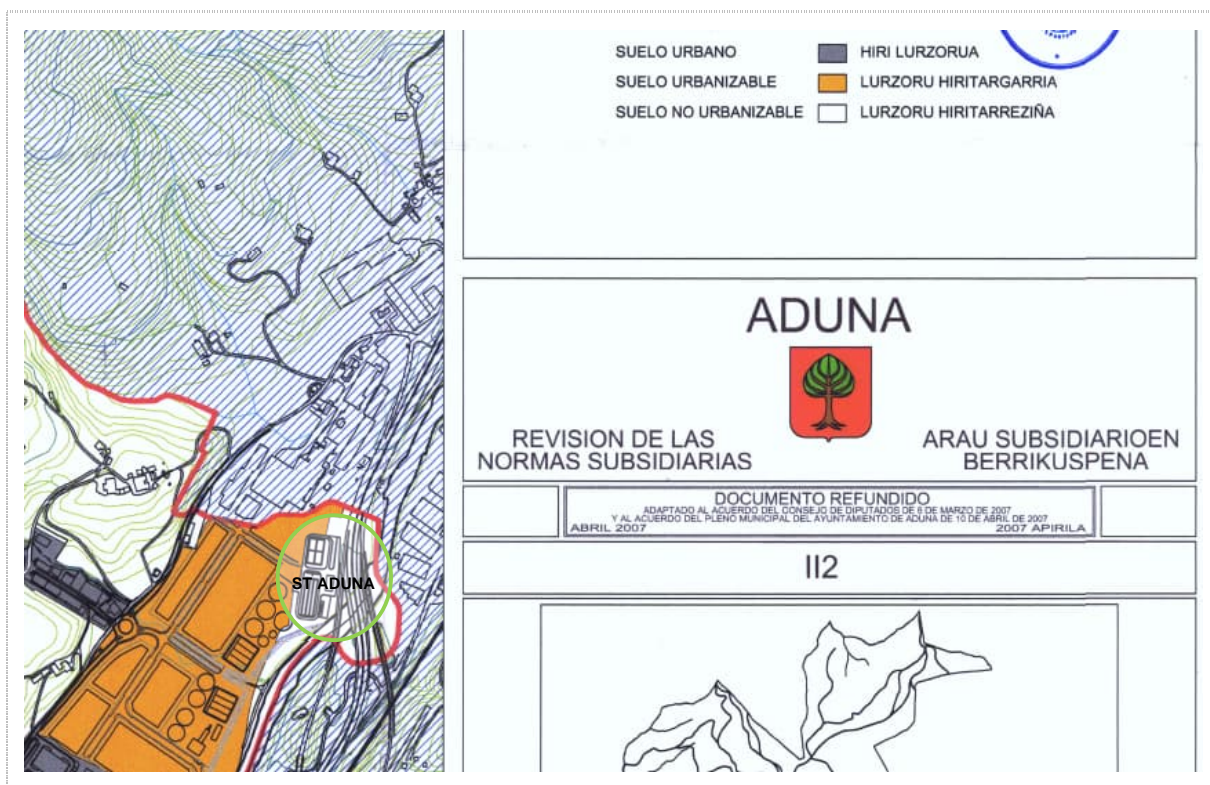 SUELO URBANO HIRI LURZORUA
SUELO URBANIZABLE LURZORU HIRITARGARRIA
SUELO NO URBANIZABLE LURZORU HIRITARREZIÑA
ADUNA
REVISION DE LAS
NORMAS SUBSIDIARIAS
ARAU SUBSIDIARIOEN
BERRIKUSPENA
DOCUMENTO REFUNDIDO
ADAPTADO AL ACUERDO DEL CONSEJO DE DIPUTADOS DE 6 DE MARZO DE 2007
Y AL ACUERDO DEL PLENO MUNICIPAL DEL AYUNTAMIENTO DE ADUNA DE 10 DE ABRIL DE 2007
ABRIL 2007 2007 APIRILA
II2
ST ADUNA